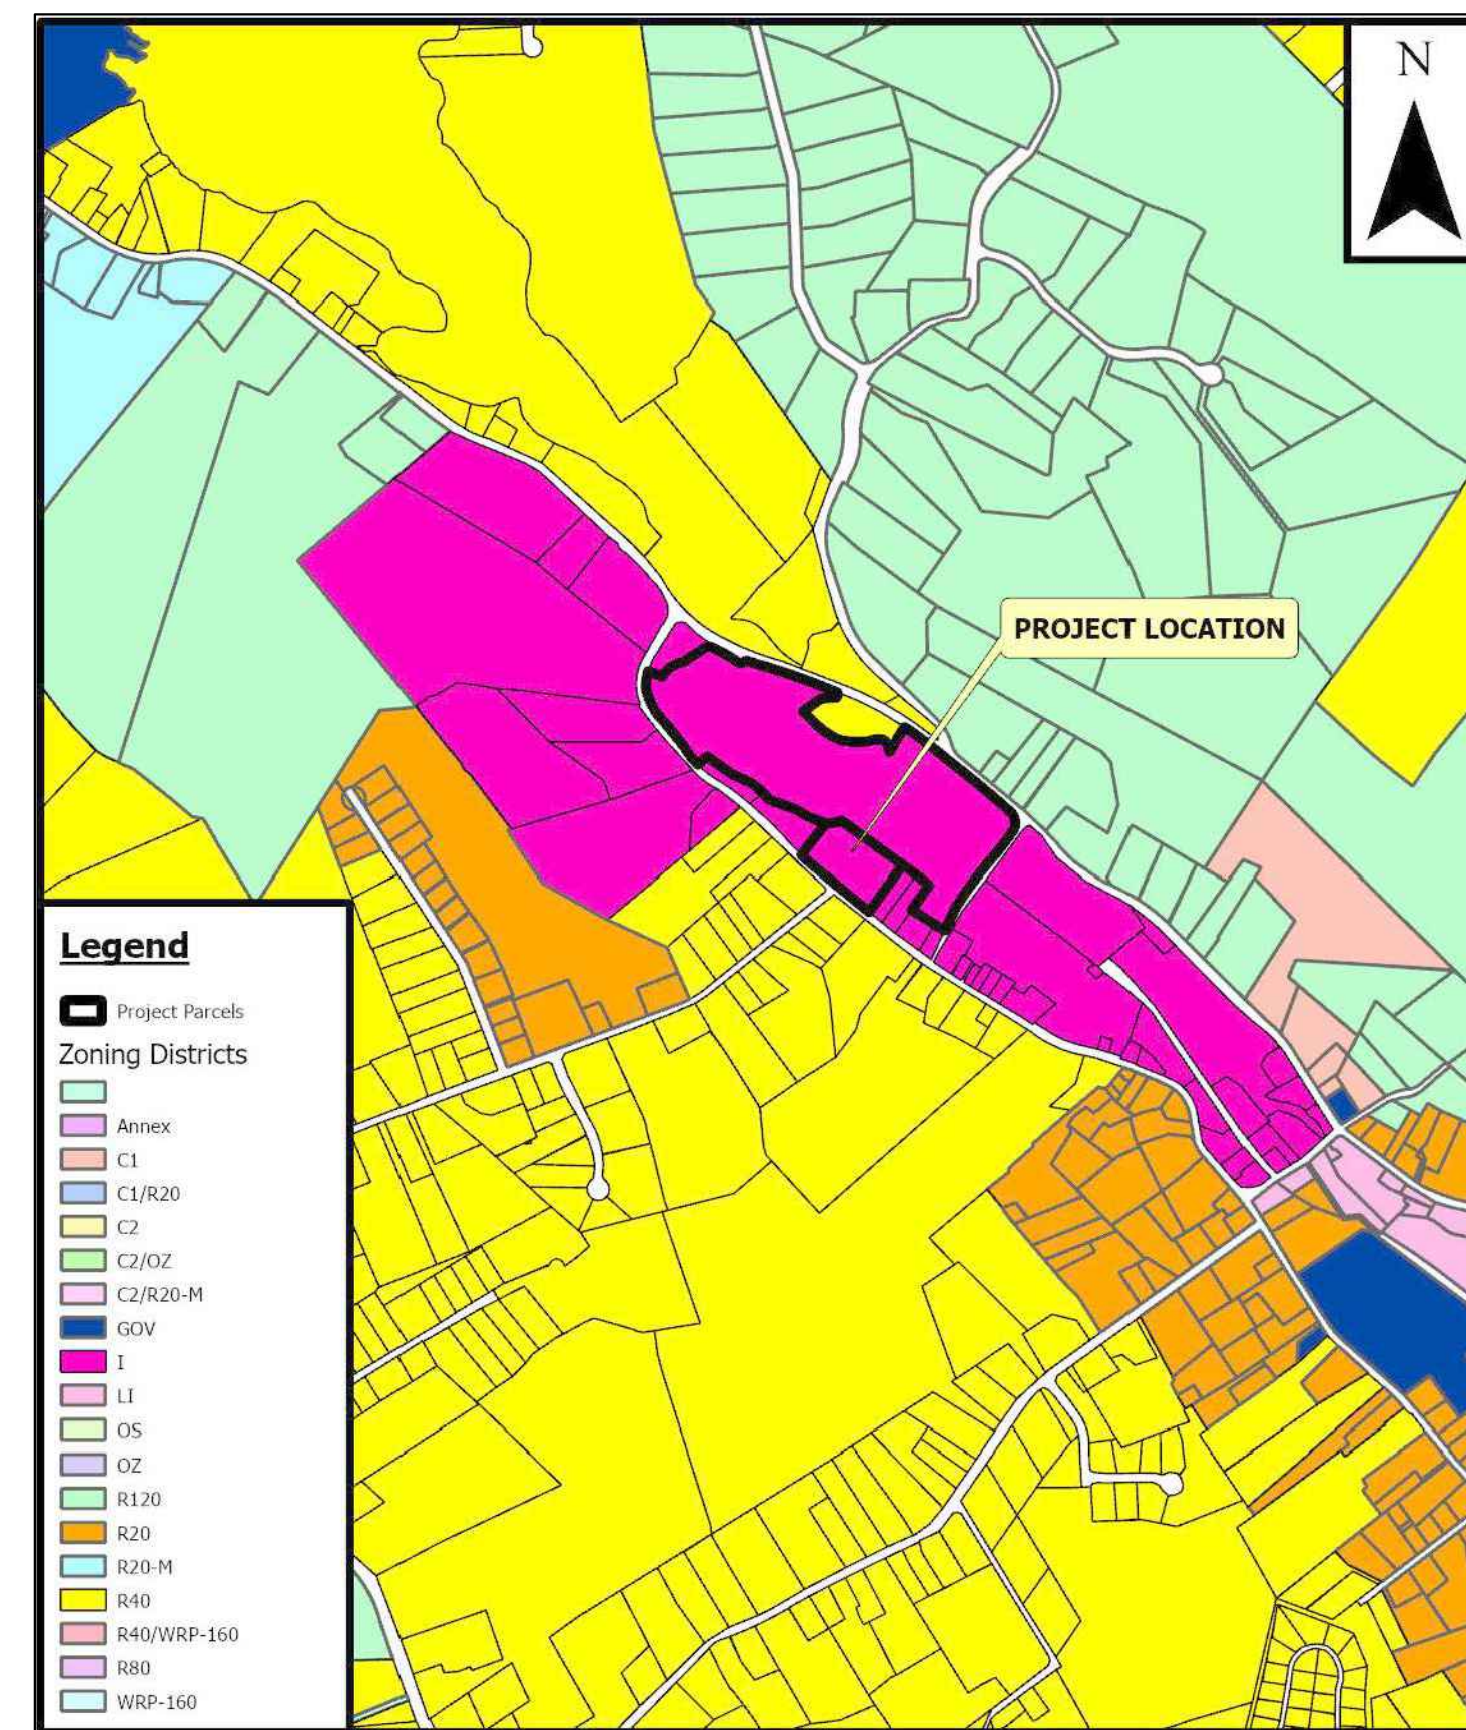 N
PROJECT LOCATION
Legend
Project Parcels
Zoning Districts
Annex
C1
C1/R20
C2
C2/OZ
C2/R20-M
GOV
I
LI
OS
OZ
R120
R20
R20-M
R40
R40/WRP-160
R80
WRP-160